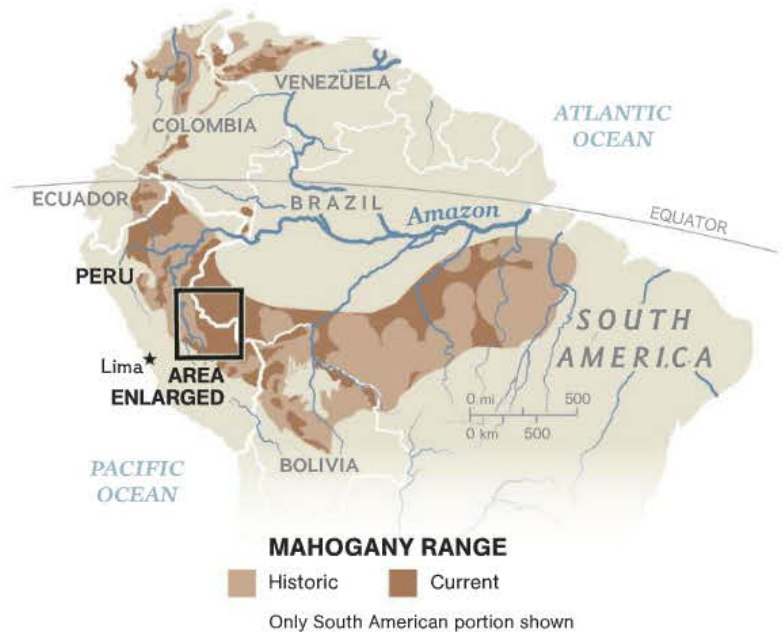 VENEZUELA
COLOMBIA
ATLANTIC
OCEAN
ECUADOR
BRAZIL
Amazon
EQUATOR
PERU
SOUTH
AMERICA
Lima
AREA
ENLARGED
0 mi 500
0 km 500
BOLIVIA
PACIFIC
OCEAN
MAHOGANY RANGE
Historic Current
Only South American portion shown